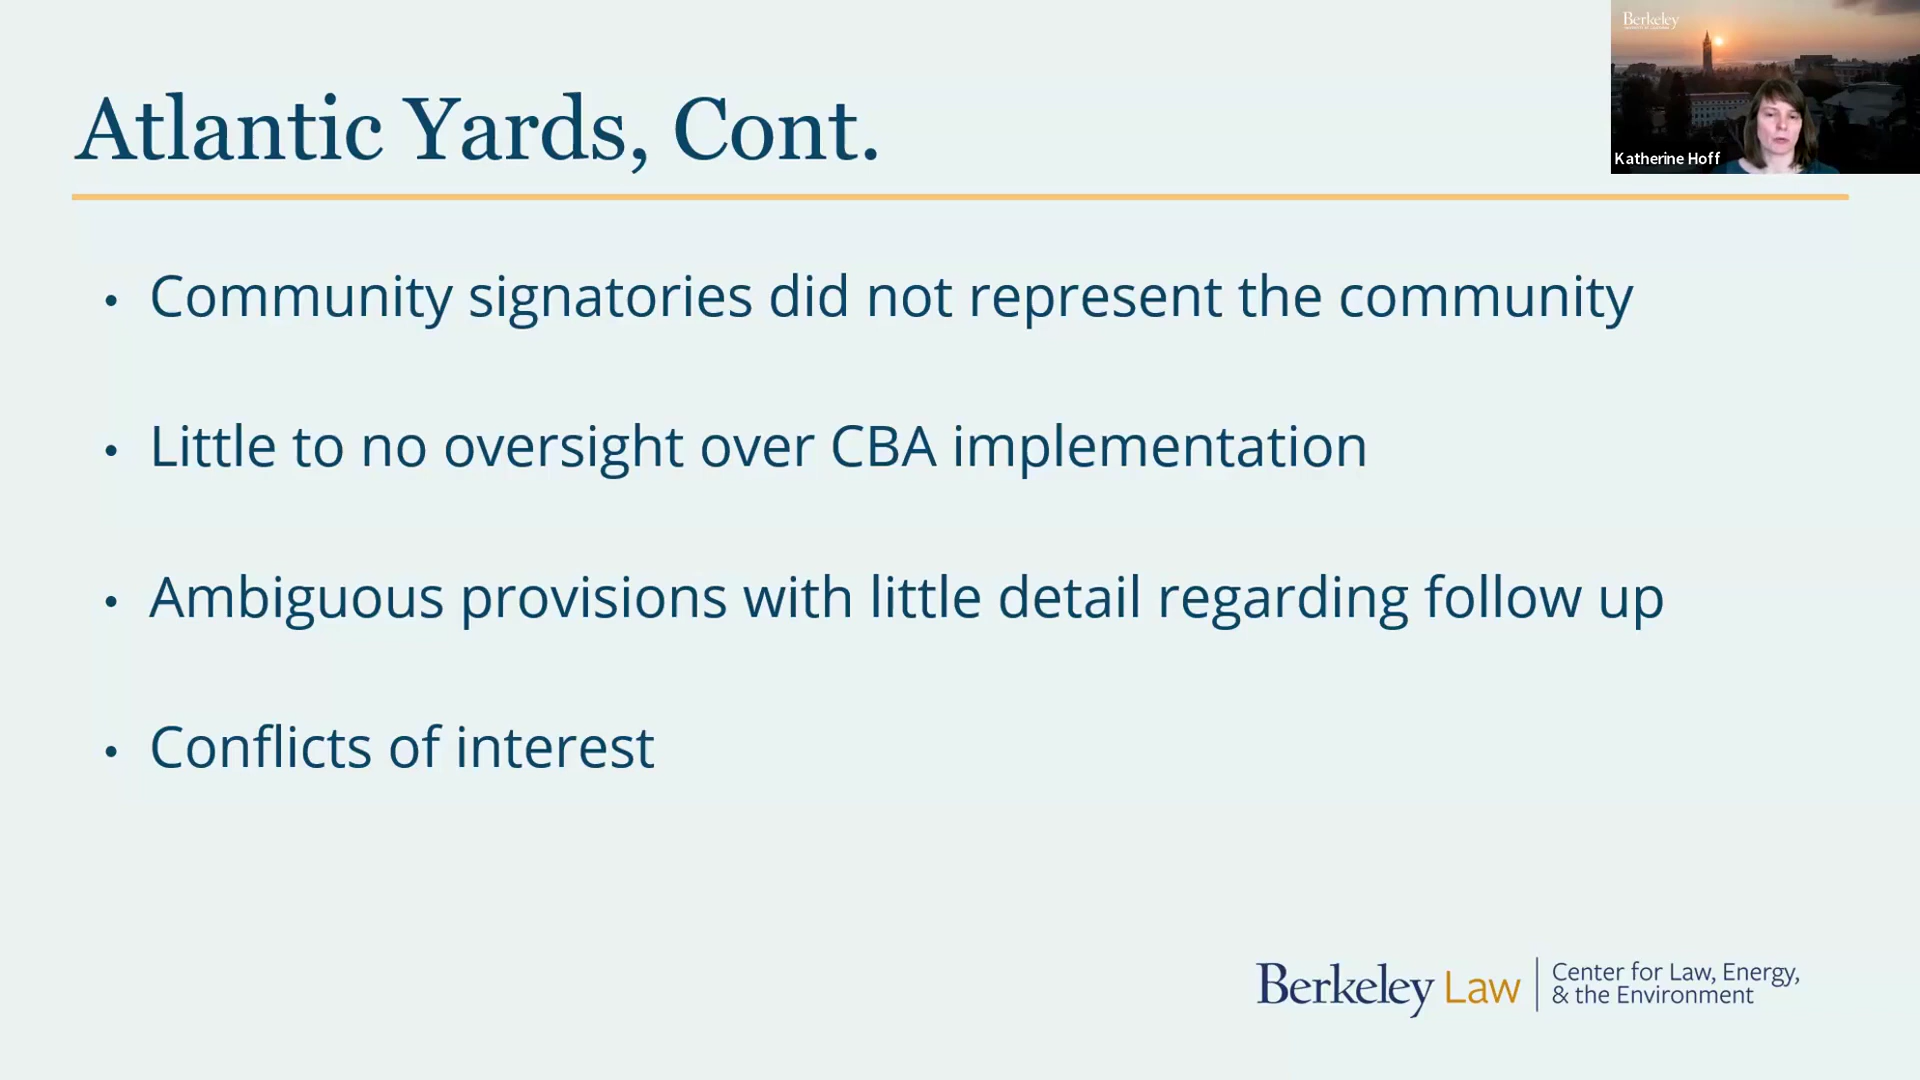 Berkeley
Atlantic Yards, Cont.
Katherine Hoff
• Community signatories did not represent the community
• Little to no oversight over CBA implementation
• Ambiguous provisions with little detail regarding follow up
• Conflicts of interest
Berkeley Law
Center for Law, Energy,
& the Environment